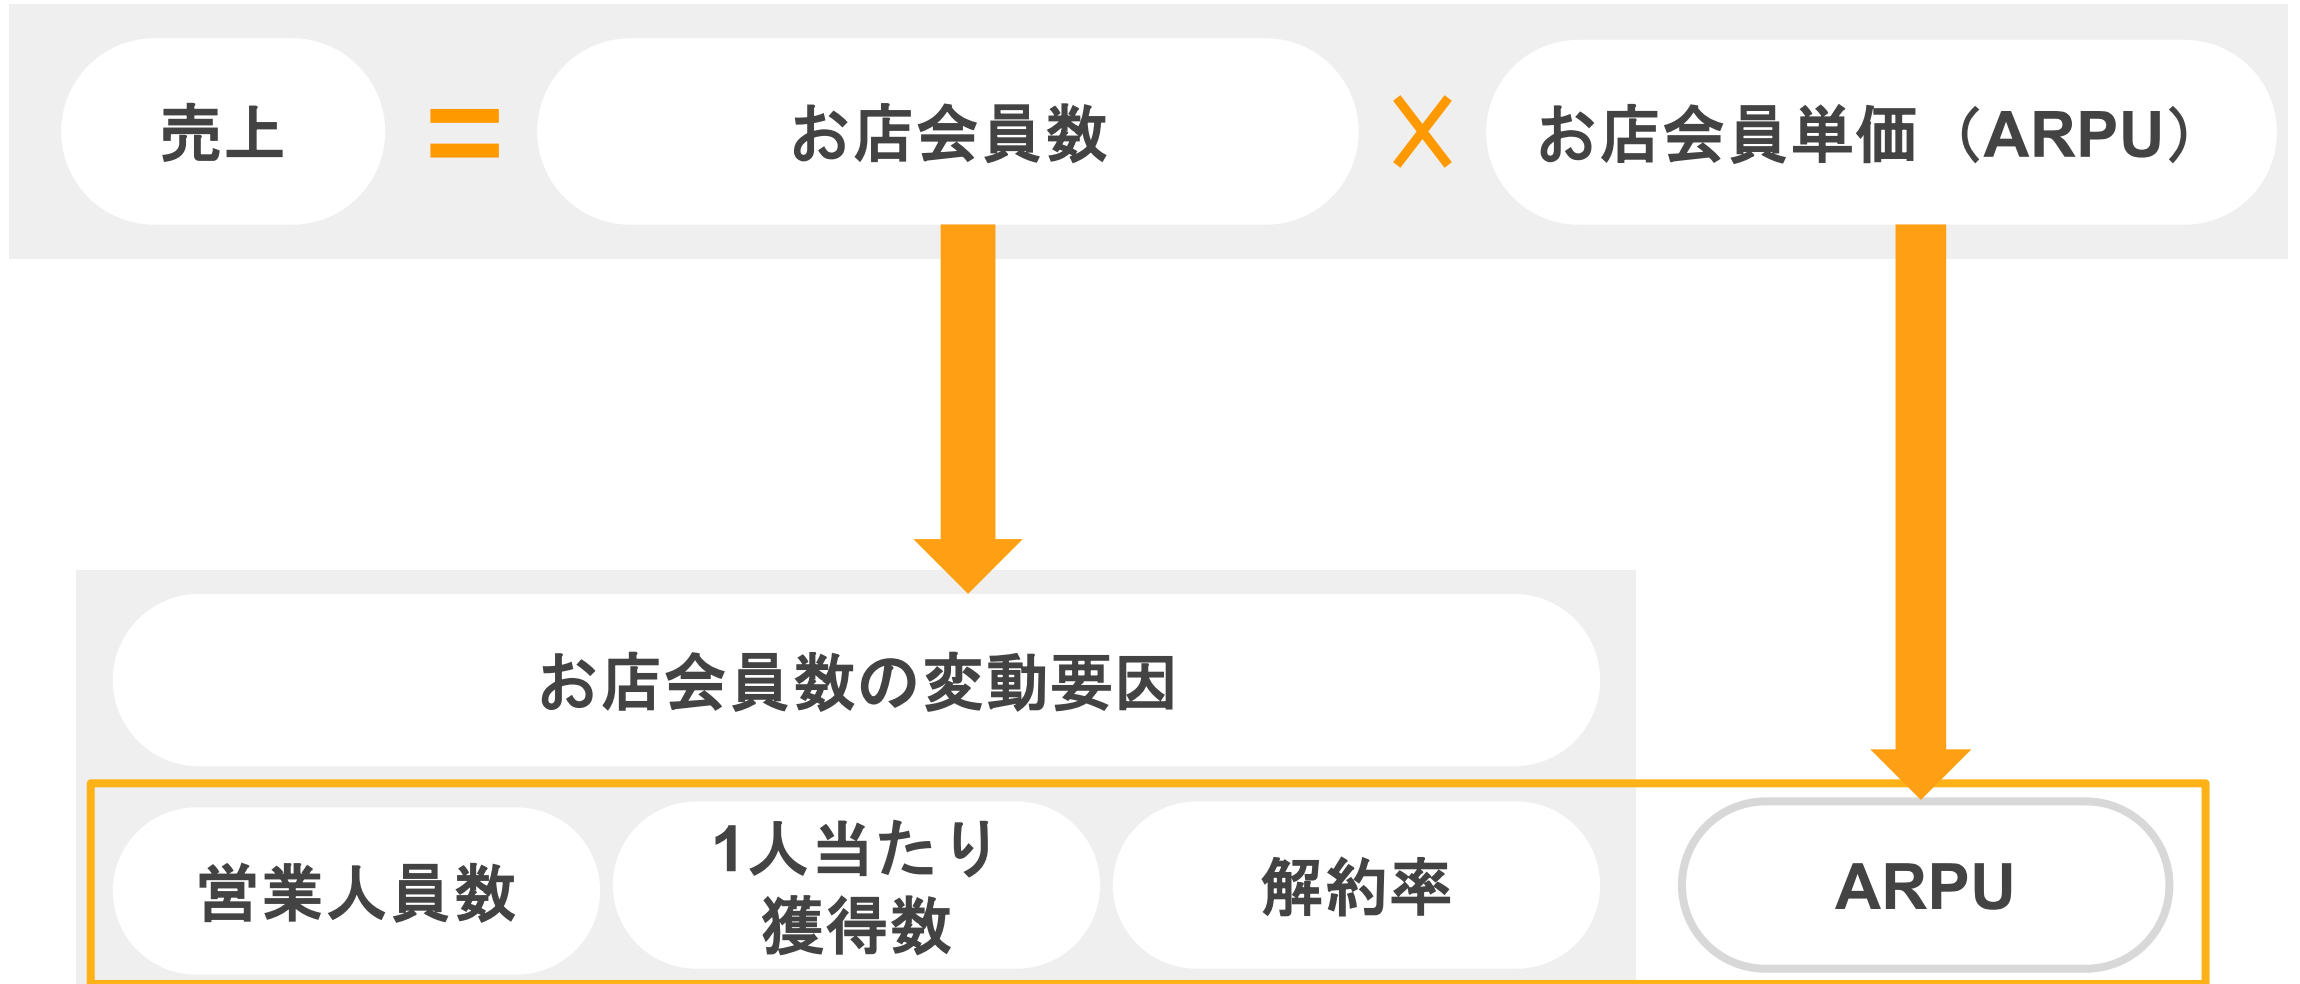 売上
=
お店会員数
×
お店会員単価（ARPU）
お店会員数の変動要因
営業人員数
1人当たり
獲得数
解約率
ARPU